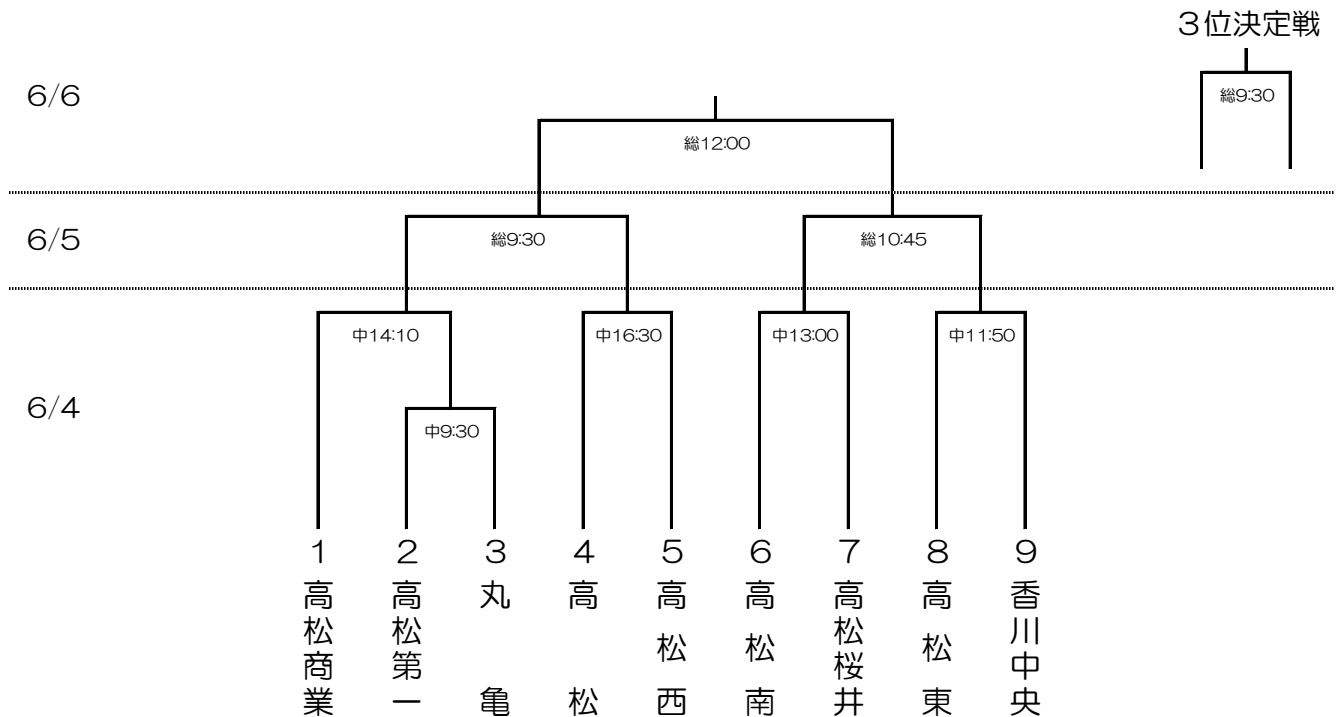 3位決定戦
6/6
総9:30
総12:00
6/5
総9:30
総10:45
中14:10
中16:30
中13:00
中11:50
6/4
中9:30
1
2
3
4
5
6
7
8
9
高松商業
高松第一
丸亀
高松
高松西
高松南
高松桜井
高松東
香川中央